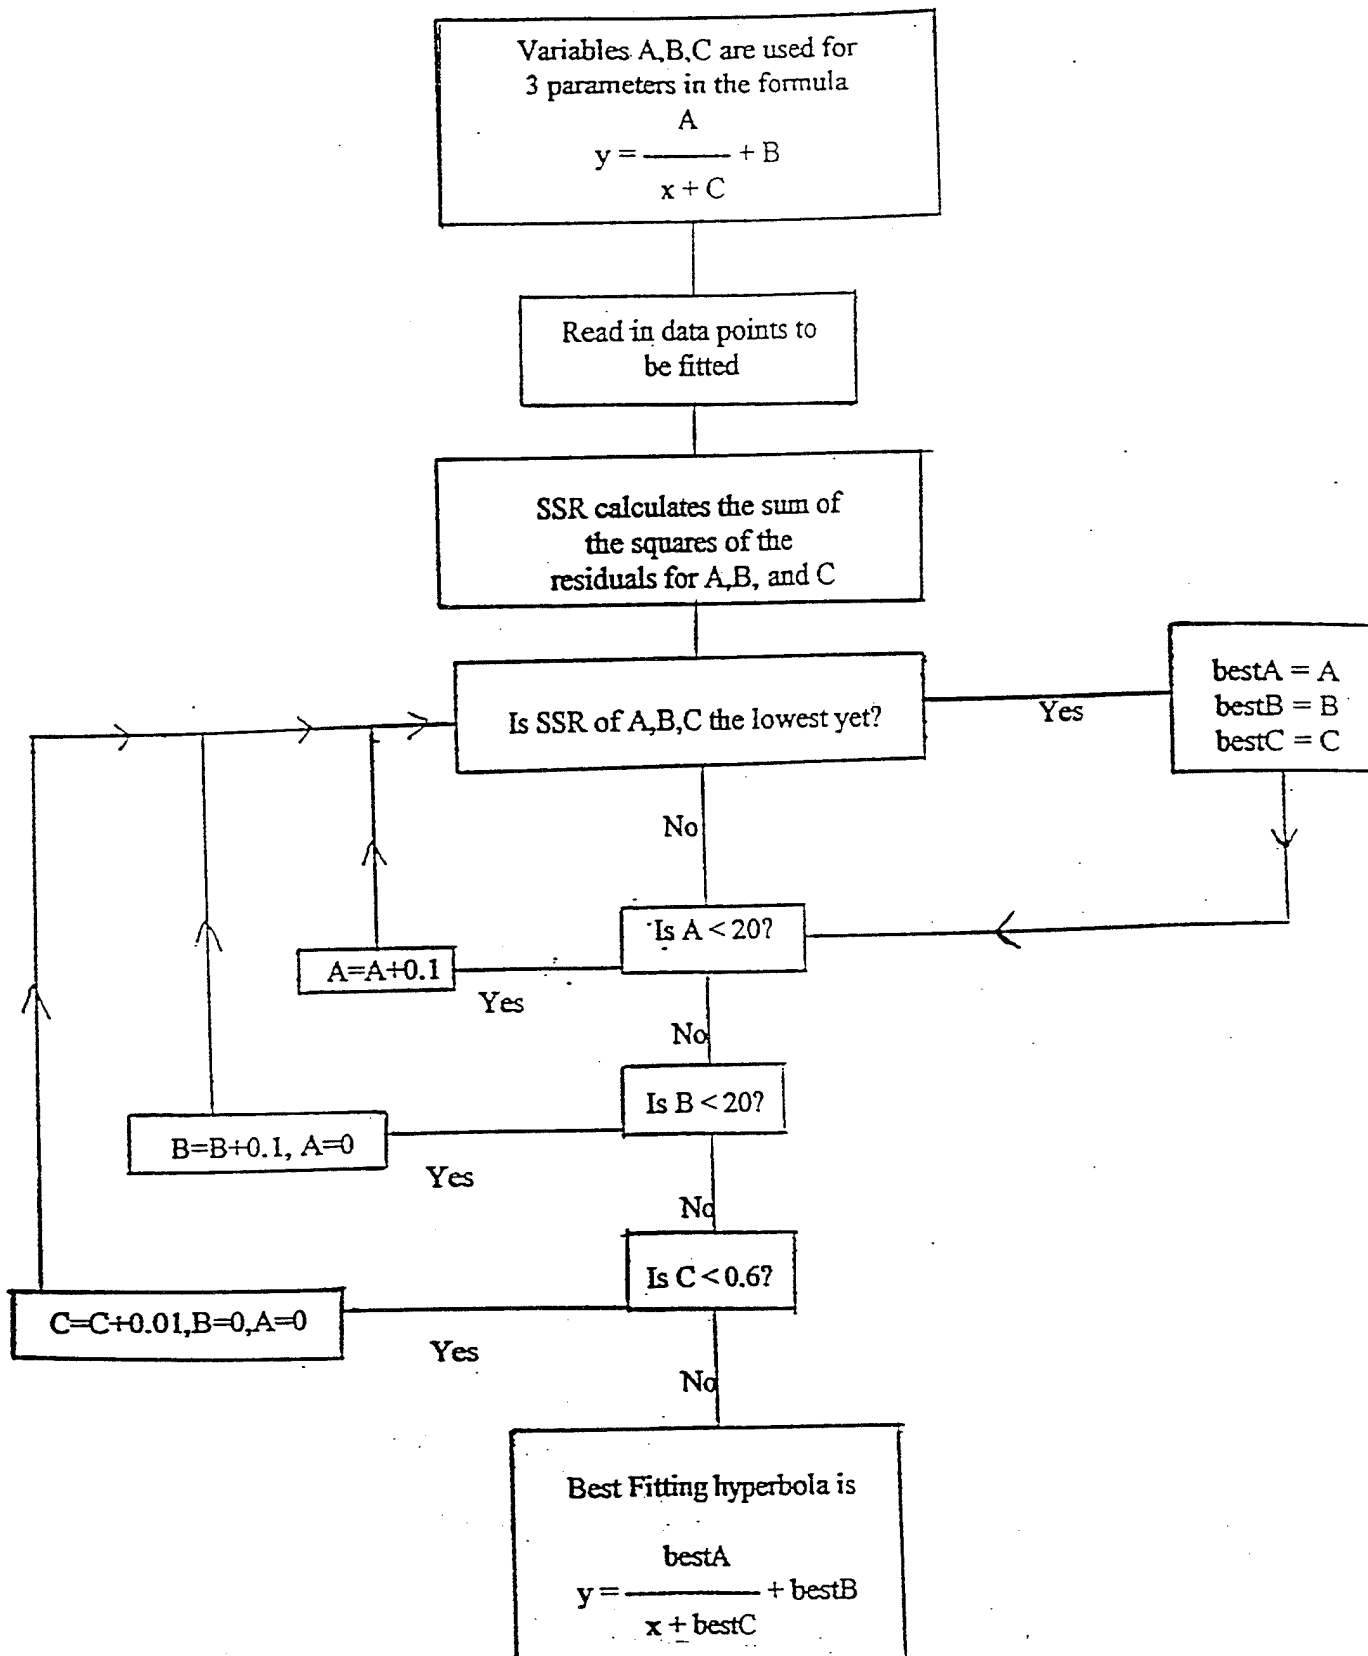 Variables A,B,C are used for
3 parameters in the formula
A
y = ——— + B
x + C
Read in data points to
be fitted
SSR calculates the sum of
the squares of the
residuals for A,B, and C
Is SSR of A,B,C the lowest yet?
Yes
bestA = A
bestB = B
bestC = C
No
Is A < 20?
A=A+0.1
Yes
No
Is B < 20?
B=B+0.1, A=0
Yes
No
Is C < 0.6?
C=C+0.01,B=0,A=0
Yes
No
Best Fitting hyperbola is
bestA
y = ——— + bestB
x + bestC